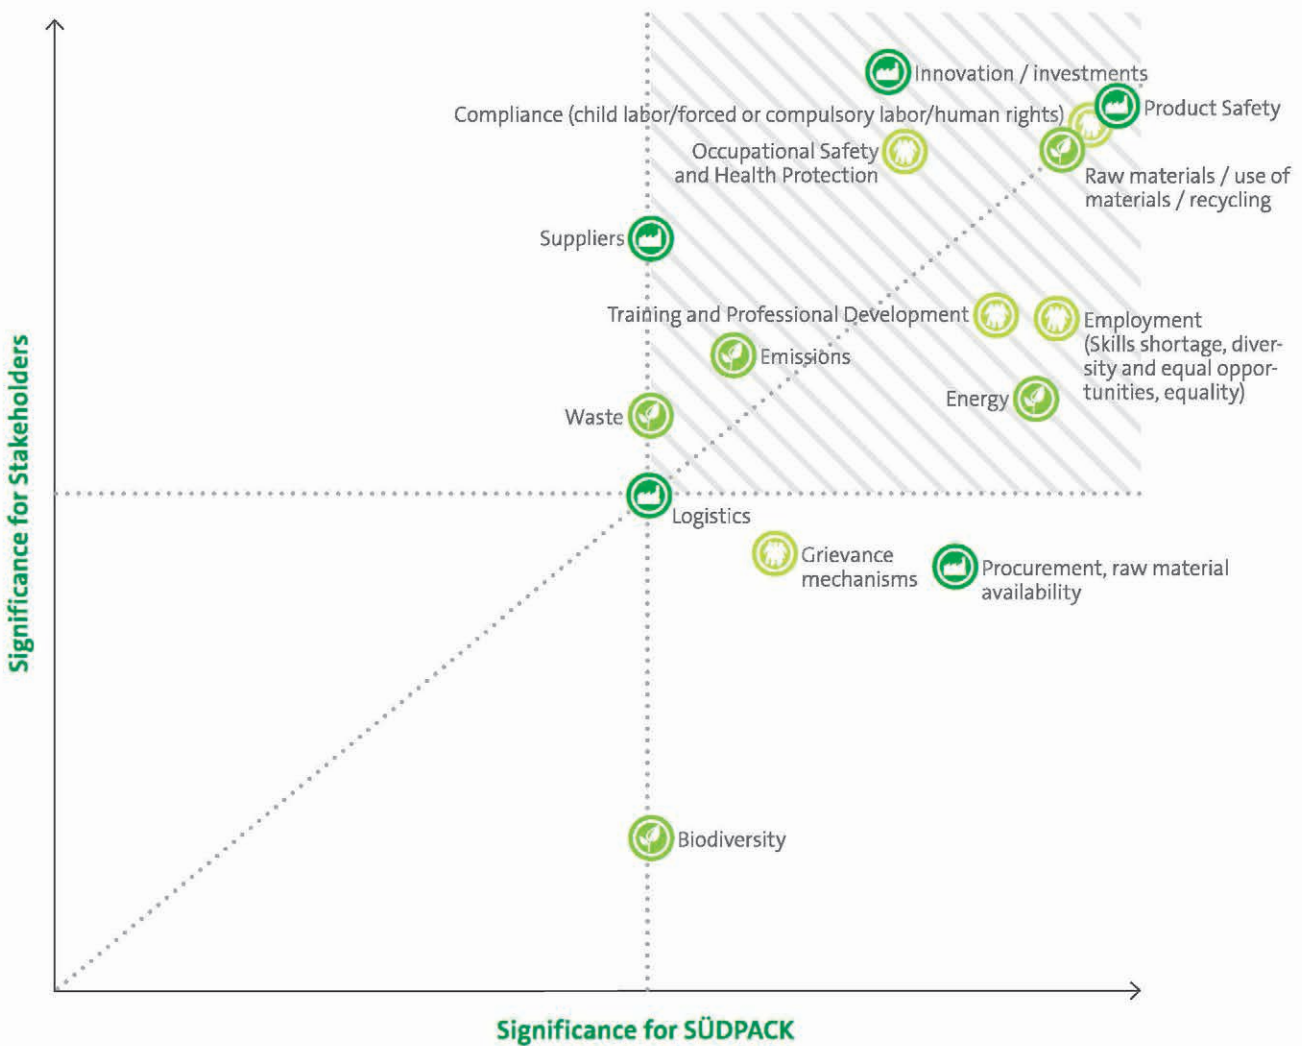 Innovation / investments
Compliance (child labor/forced or compulsory labor/human rights)
Product Safety
Occupational Safety
and Health Protection
Raw materials / use of
materials / recycling
Suppliers
Training and Professional Development
Employment
(Skills shortage, diver-
sity and equal oppor-
tunities, equality)
Emissions
Energy
Waste
Logistics
Grievance
mechanisms
Procurement, raw material
availability
Biodiversity
Significance for Stakeholders
Significance for SÜDPACK